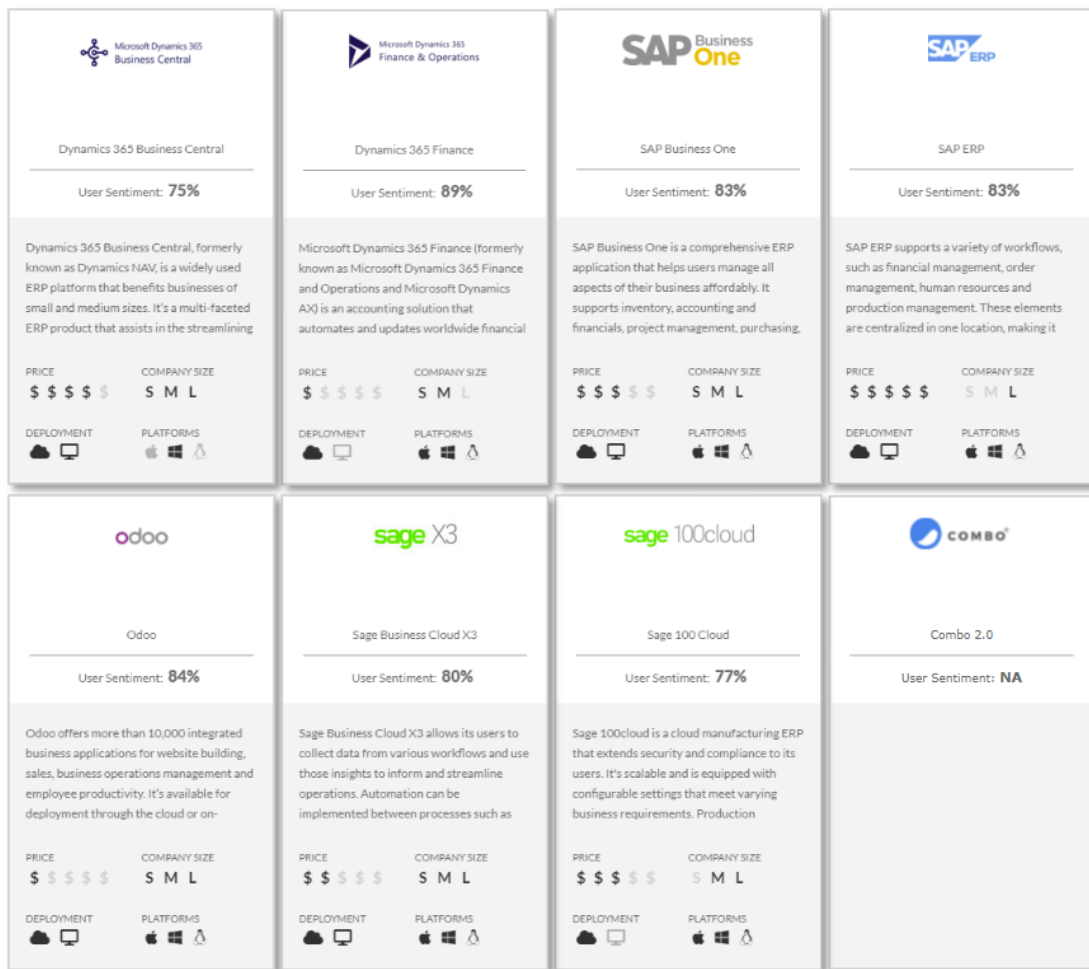 Microsoft Dynamics 365
Business Central
Dynamics 365 Business Central
User Sentiment: 75%
Dynamics 365 Business Central, formerly
known as Dynamics NAV, is a widely used
ERP platform that benefits businesses of
small and medium sizes. It's a multi-faceted
ERP product that assists in the streamlining
PRICE COMPANY SIZE
$ $ $ $ $ S M L
DEPLOYMENT PLATFORMS
Microsoft Dynamics 365
Finance & Operations
Dynamics 365 Finance
User Sentiment: 89%
Microsoft Dynamics 365 Finance (formerly
known as Microsoft Dynamics 365 Finance
and Operations and Microsoft Dynamics
AX) is an accounting solution that
automates and updates worldwide financial
PRICE COMPANY SIZE
$ $ $ $ $ S M L
DEPLOYMENT PLATFORMS
SAP Business One
SAP Business One
User Sentiment: 83%
SAP Business One is a comprehensive ERP
application that helps users manage all
aspects of their business affordably. It
supports inventory, accounting and
financials, project management, purchasing,
PRICE COMPANY SIZE
$ $ $ $ $ S M L
DEPLOYMENT PLATFORMS
SAP ERP
SAP ERP
User Sentiment: 83%
SAP ERP supports a variety of workflows,
such as financial management, order
management, human resources and
production management. These elements
are centralized in one location, making it
PRICE COMPANY SIZE
$ $ $ $ $ S M L
DEPLOYMENT PLATFORMS
odoo
Odoo
User Sentiment: 84%
Odoo offers more than 10,000 integrated
business applications for website building,
sales, business operations management and
employee productivity. It's available for
deployment through the cloud or on-
PRICE COMPANY SIZE
$ $ $ $ $ S M L
DEPLOYMENT PLATFORMS
sage X3
Sage Business Cloud X3
User Sentiment: 80%
Sage Business Cloud X3 allows its users to
collect data from various workflows and use
those insights to inform and streamline
operations. Automation can be
implemented between processes such as
PRICE COMPANY SIZE
$ $ $ $ $ S M L
DEPLOYMENT PLATFORMS
sage 100cloud
Sage 100 Cloud
User Sentiment: 77%
Sage 100cloud is a cloud manufacturing ERP
that extends security and compliance to its
users. It's scalable and is equipped with
configurable settings that meet varying
business requirements. Production
PRICE COMPANY SIZE
$ $ $ $ $ S M L
DEPLOYMENT PLATFORMS
COMBO®
Combo 2.0
User Sentiment: NA